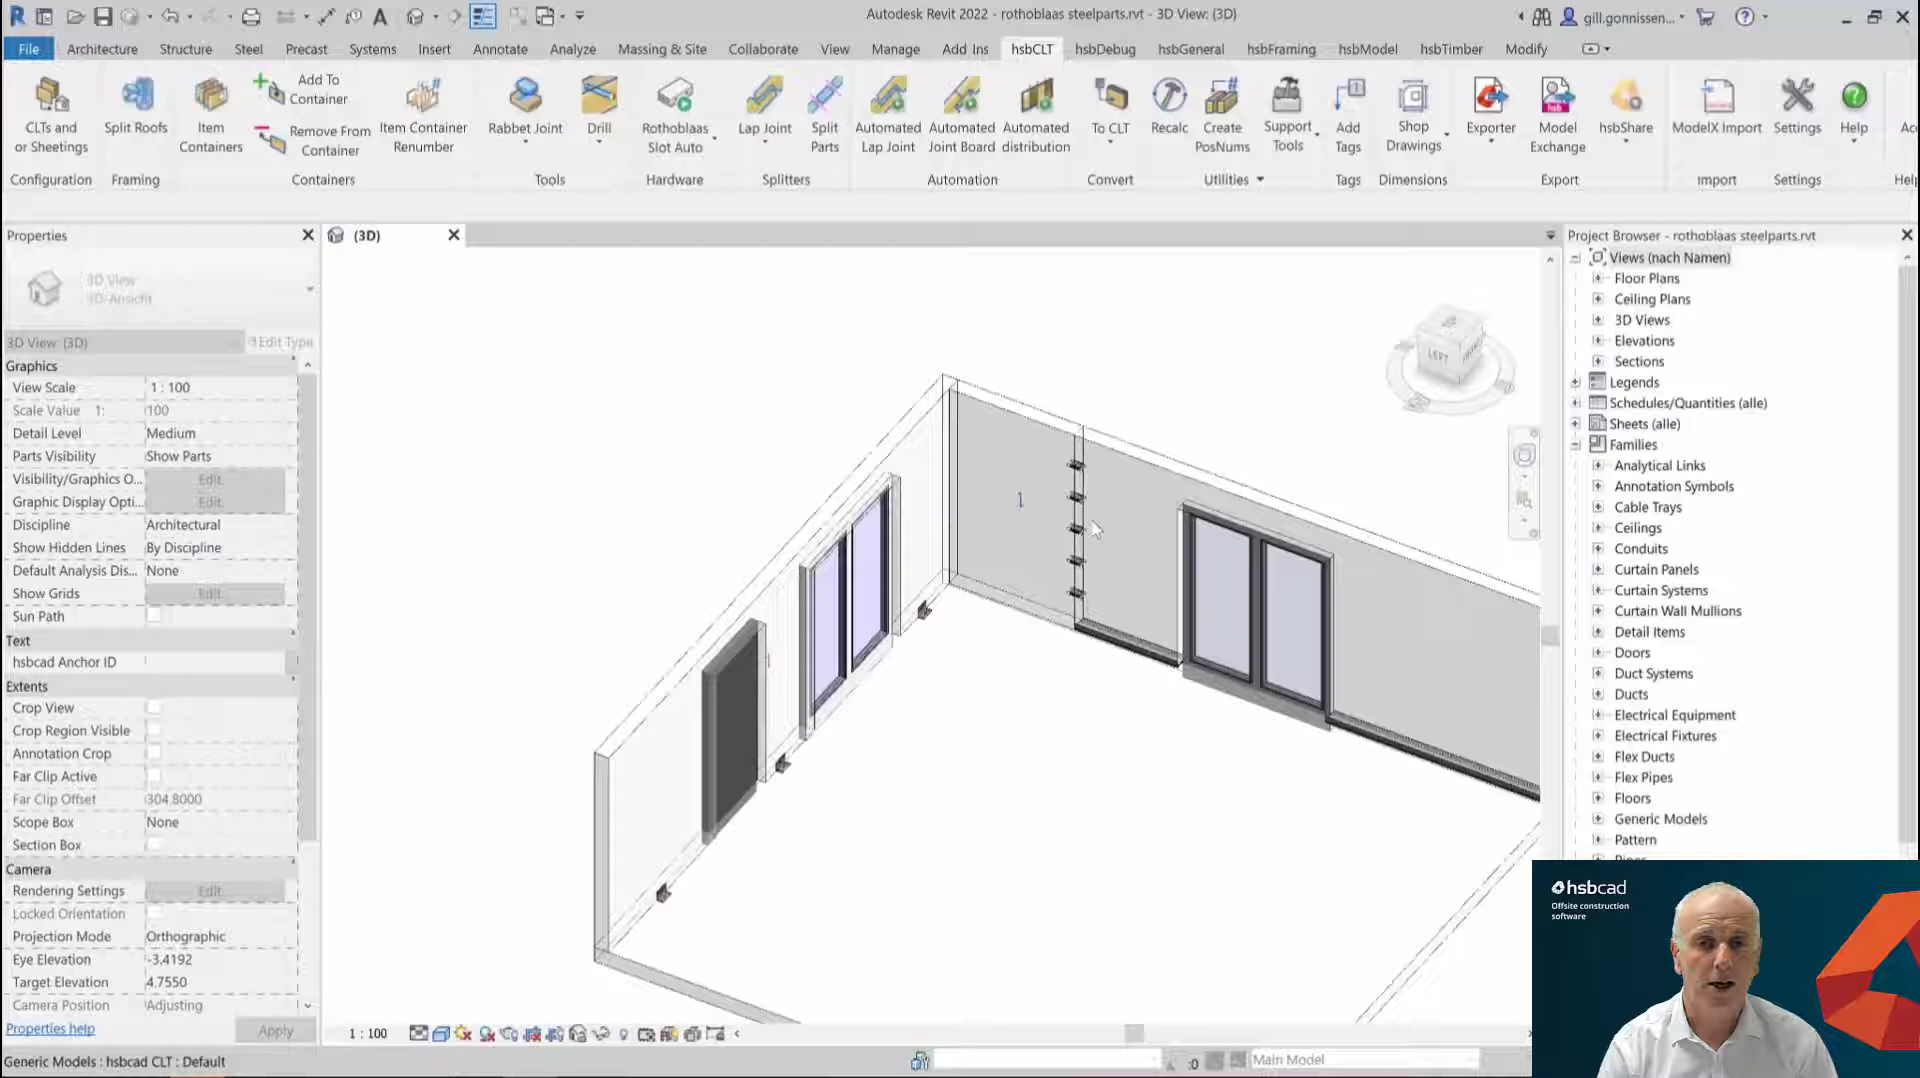 Autodesk Revit 2022 - rothoblaas steelparts.rvt - 3D View: {3D}
gill.gonnissen...
File Architecture Structure Steel Precast Systems Insert Annotate Analyze Massing & Site Collaborate View Manage Add Ins hsbCLT hsbDebug hsbGeneral hsbFraming hsbModel hsbTimber Modify
CLTs and or Sheetings
Split Roofs
Item Containers
Add To Container
Remove From Container
Item Container Renumber
Rabbet Joint
Drill
Rothoblaas Slot Auto
Lap Joint
Split Parts
Automated Lap Joint
Automated Joint Board
Automated distribution
To CLT
Recalc
Create PosNums
Support Tools
Add Tags
Shop Drawings
Exporter
Model Exchange
hsbShare
ModelX Import
Settings
Help
Configuration Framing Containers Tools Hardware Splitters Automation Convert Utilities Tags Dimensions Export Import Settings
Properties
3D View
3D-Ansicht
3D View: {3D}
Edit Type
Graphics
View Scale 1 : 100
Scale Value 1: 100
Detail Level Medium
Parts Visibility Show Parts
Visibility/Graphics O... Edit...
Graphic Display Opti... Edit...
Discipline Architectural
Show Hidden Lines By Discipline
Default Analysis Dis... None
Show Grids Edit...
Sun Path
Text
hsbcad Anchor ID
Extents
Crop View
Crop Region Visible
Annotation Crop
Far Clip Active
Far Clip Offset 304.8000
Scope Box None
Section Box
Camera
Rendering Settings Edit...
Locked Orientation
Projection Mode Orthographic
Eye Elevation -3.4192
Target Elevation 4.7550
Camera Position Adjusting
Properties help
Apply
{3D}
LEFT
1
1 : 100
Project Browser - rothoblaas steelparts.rvt
Views (nach Namen)
Floor Plans
Ceiling Plans
3D Views
Elevations
Sections
Legends
Schedules/Quantities (alle)
Sheets (alle)
Families
Analytical Links
Annotation Symbols
Cable Trays
Ceilings
Conduits
Curtain Panels
Curtain Systems
Curtain Wall Mullions
Detail Items
Doors
Duct Systems
Ducts
Electrical Equipment
Electrical Fixtures
Flex Ducts
Flex Pipes
Floors
Generic Models
Pattern
hsbcad
Offsite construction
software
Generic Models : hsbcad CLT : Default
:0
Main Model